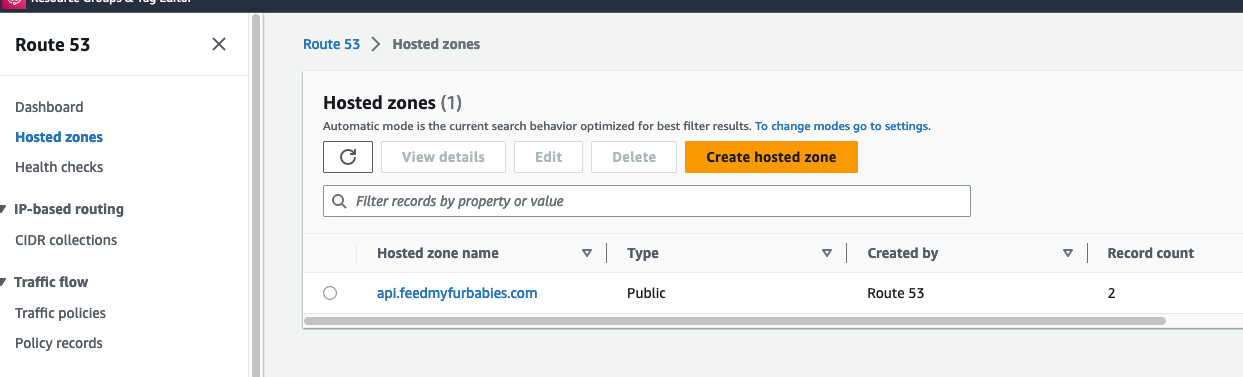 Resource Groups & Tag Editor
Route 53
Dashboard
Hosted zones
Health checks
IP-based routing
CIDR collections
Traffic flow
Traffic policies
Policy records
Route 53 > Hosted zones
Hosted zones (1)
Automatic mode is the current search behavior optimized for best filter results. To change modes go to settings.
View details Edit Delete Create hosted zone
Filter records by property or value
Hosted zone name Type Created by Record count
api.feedmyfurbabies.com Public Route 53 2